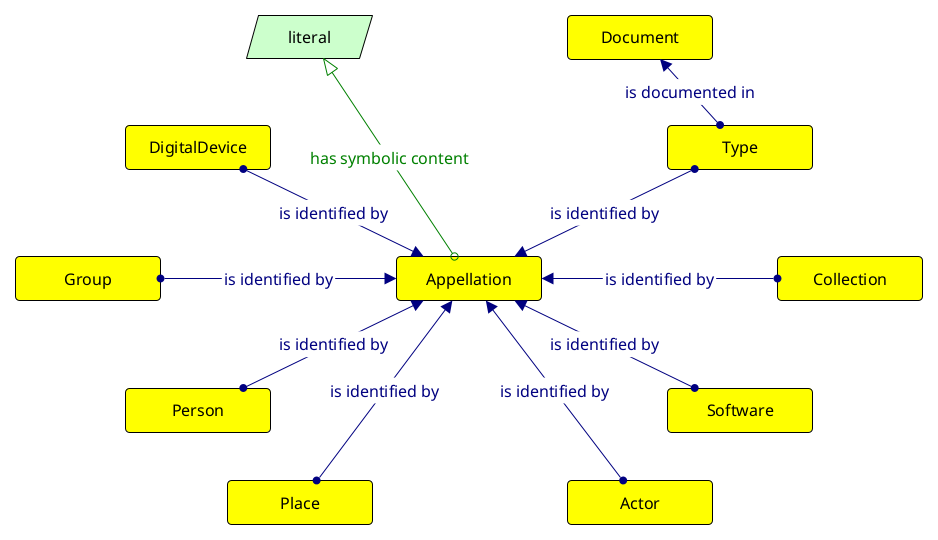 literal
Document
is documented in
DigitalDevice
Type
has symbolic content
is identified by
is identified by
Group
is identified by
Appellation
is identified by
Collection
is identified by
is identified by
is identified by
is identified by
Person
Software
Place
Actor